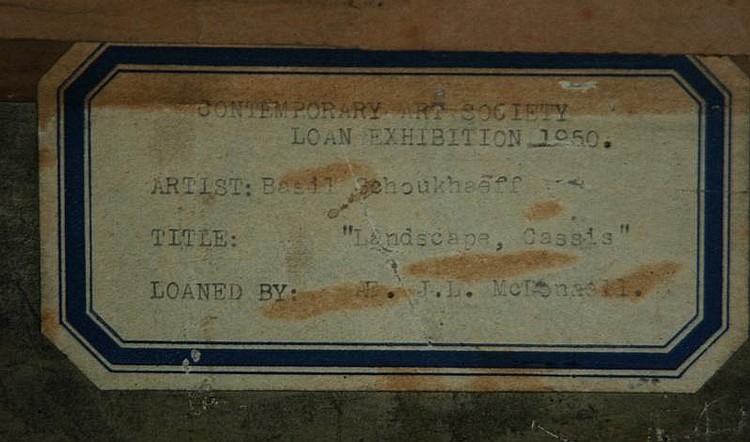 CONTEMPORARY ART SOCIETY
LOAN EXHIBITION 1950.
ARTIST: Basil Schoukhaeff
TITLE: "Landscape, Cassis"
LOANED BY: J.L.